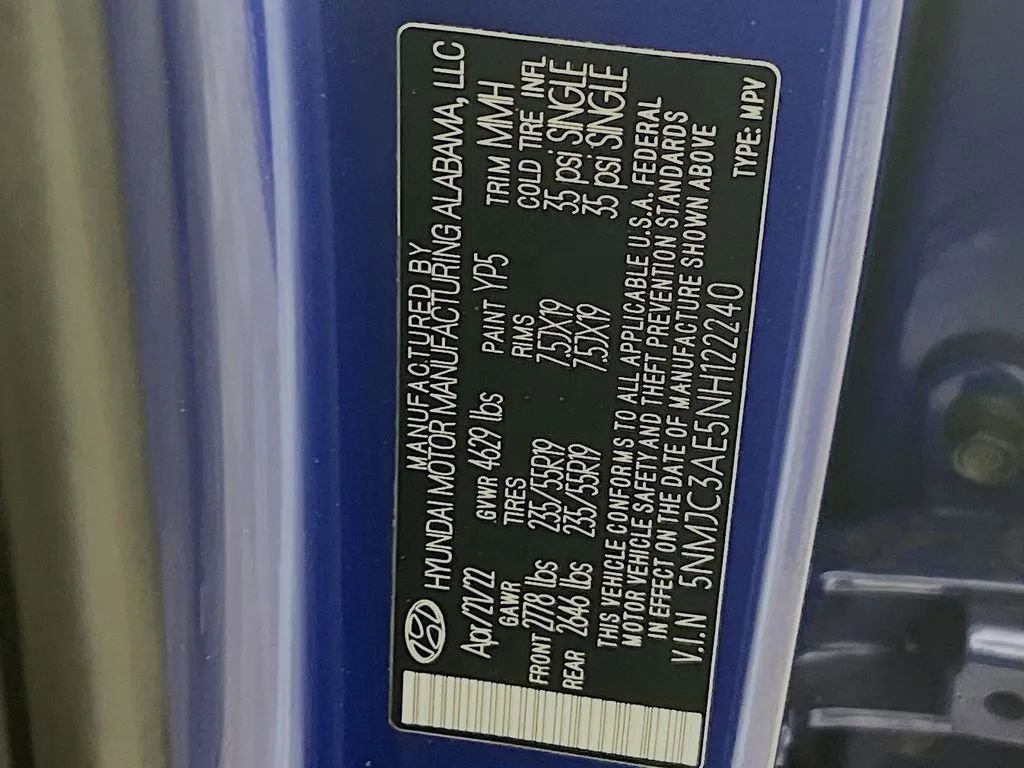 MANUFACTURED BY
HYUNDAI MOTOR MANUFACTURING ALABAMA, LLC
Apr/21/22 GVWR 4629 lbs PAINT YP5 TRIM MMH
GAWR TIRES RIMS COLD TIRE INFL
FRONT 2778 lbs 235/55R19 7.5JX19 35 psi SINGLE
REAR 2646 lbs 235/55R19 7.5JX19 35 psi SINGLE
THIS VEHICLE CONFORMS TO ALL APPLICABLE U.S.A. FEDERAL
MOTOR VEHICLE SAFETY AND THEFT PREVENTION STANDARDS
IN EFFECT ON THE DATE OF MANUFACTURE SHOWN ABOVE
V.I.N 5NMJC3AE5NH122240 TYPE: MPV